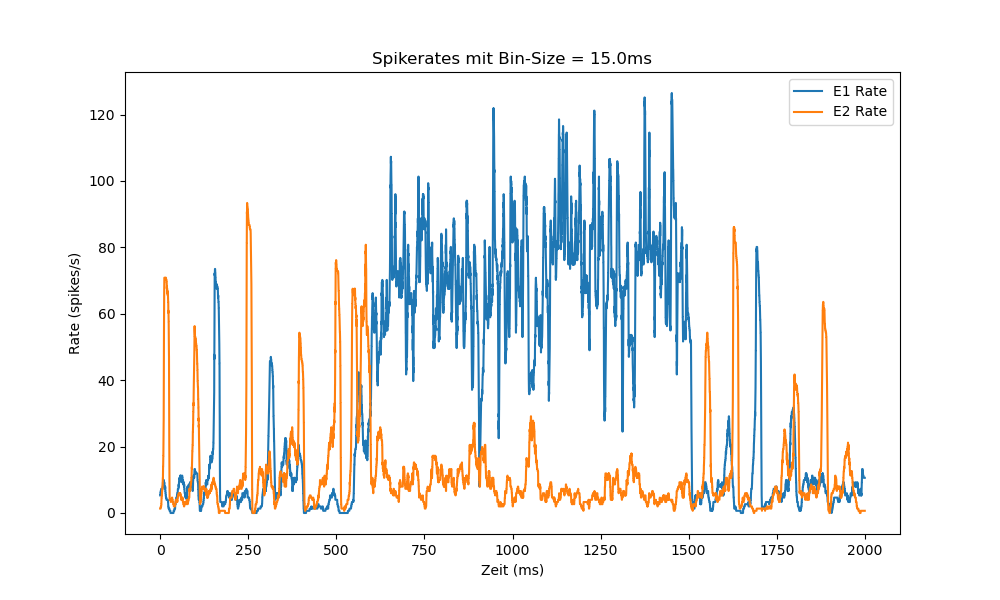 Spikerates mit Bin-Size = 15.0ms
E1 Rate
E2 Rate
Rate (spikes/s)
120
100
80
60
40
20
0
0 250 500 750 1000 1250 1500 1750 2000
Zeit (ms)